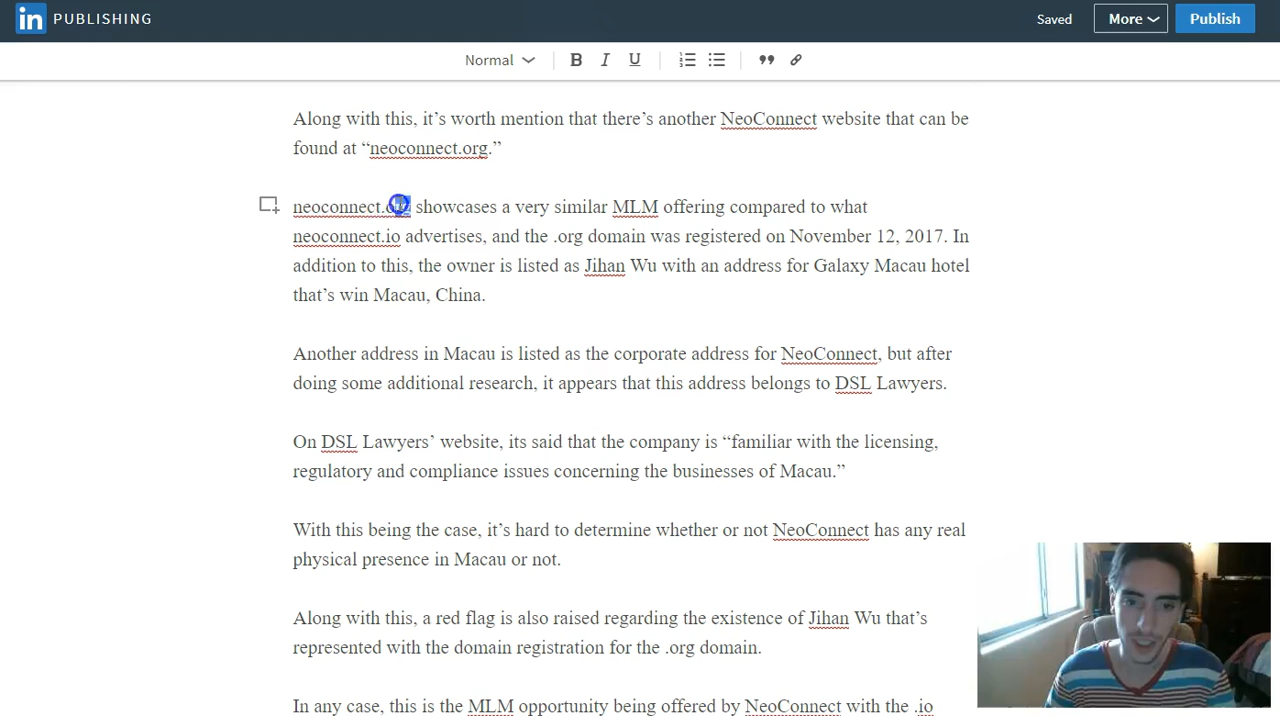 in PUBLISHING
Saved
More
Publish
Normal
B I U
Along with this, it’s worth mention that there’s another NeoConnect website that can be
found at “neoconnect.org.”
neoconnect.org showcases a very similar MLM offering compared to what
neoconnect.io advertises, and the .org domain was registered on November 12, 2017. In
addition to this, the owner is listed as Jihan Wu with an address for Galaxy Macau hotel
that’s win Macau, China.
Another address in Macau is listed as the corporate address for NeoConnect, but after
doing some additional research, it appears that this address belongs to DSL Lawyers.
On DSL Lawyers’ website, its said that the company is “familiar with the licensing,
regulatory and compliance issues concerning the businesses of Macau.”
With this being the case, it’s hard to determine whether or not NeoConnect has any real
physical presence in Macau or not.
Along with this, a red flag is also raised regarding the existence of Jihan Wu that’s
represented with the domain registration for the .org domain.
In any case, this is the MLM opportunity being offered by NeoConnect with the .io